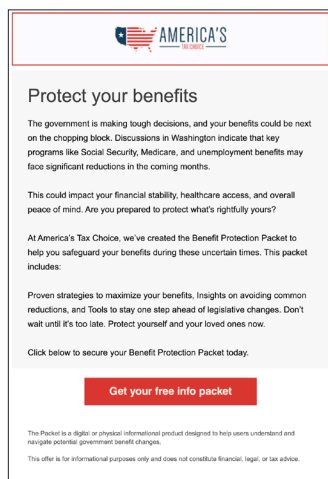 AMERICA'S
TAX CHOICE
Protect your benefits
The government is making tough decisions, and your benefits could be next
on the chopping block. Discussions in Washington indicate that key
programs like Social Security, Medicare, and unemployment benefits may
face significant reductions in the coming months.
This could impact your financial stability, healthcare access, and overall
peace of mind. Are you prepared to protect what's rightfully yours?
At America's Tax Choice, we've created the Benefit Protection Packet to
help you safeguard your benefits during these uncertain times. This packet
includes:
Proven strategies to maximize your benefits, Insights on avoiding common
reductions, and Tools to stay one step ahead of legislative changes. Don't
wait until it's too late. Protect yourself and your loved ones now.
Click below to secure your Benefit Protection Packet today.
Get your free info packet
The Packet is a digital or physical informational product designed to help users understand and
navigate potential government benefit changes.
This offer is for informational purposes only and does not constitute financial, legal, or tax advice.